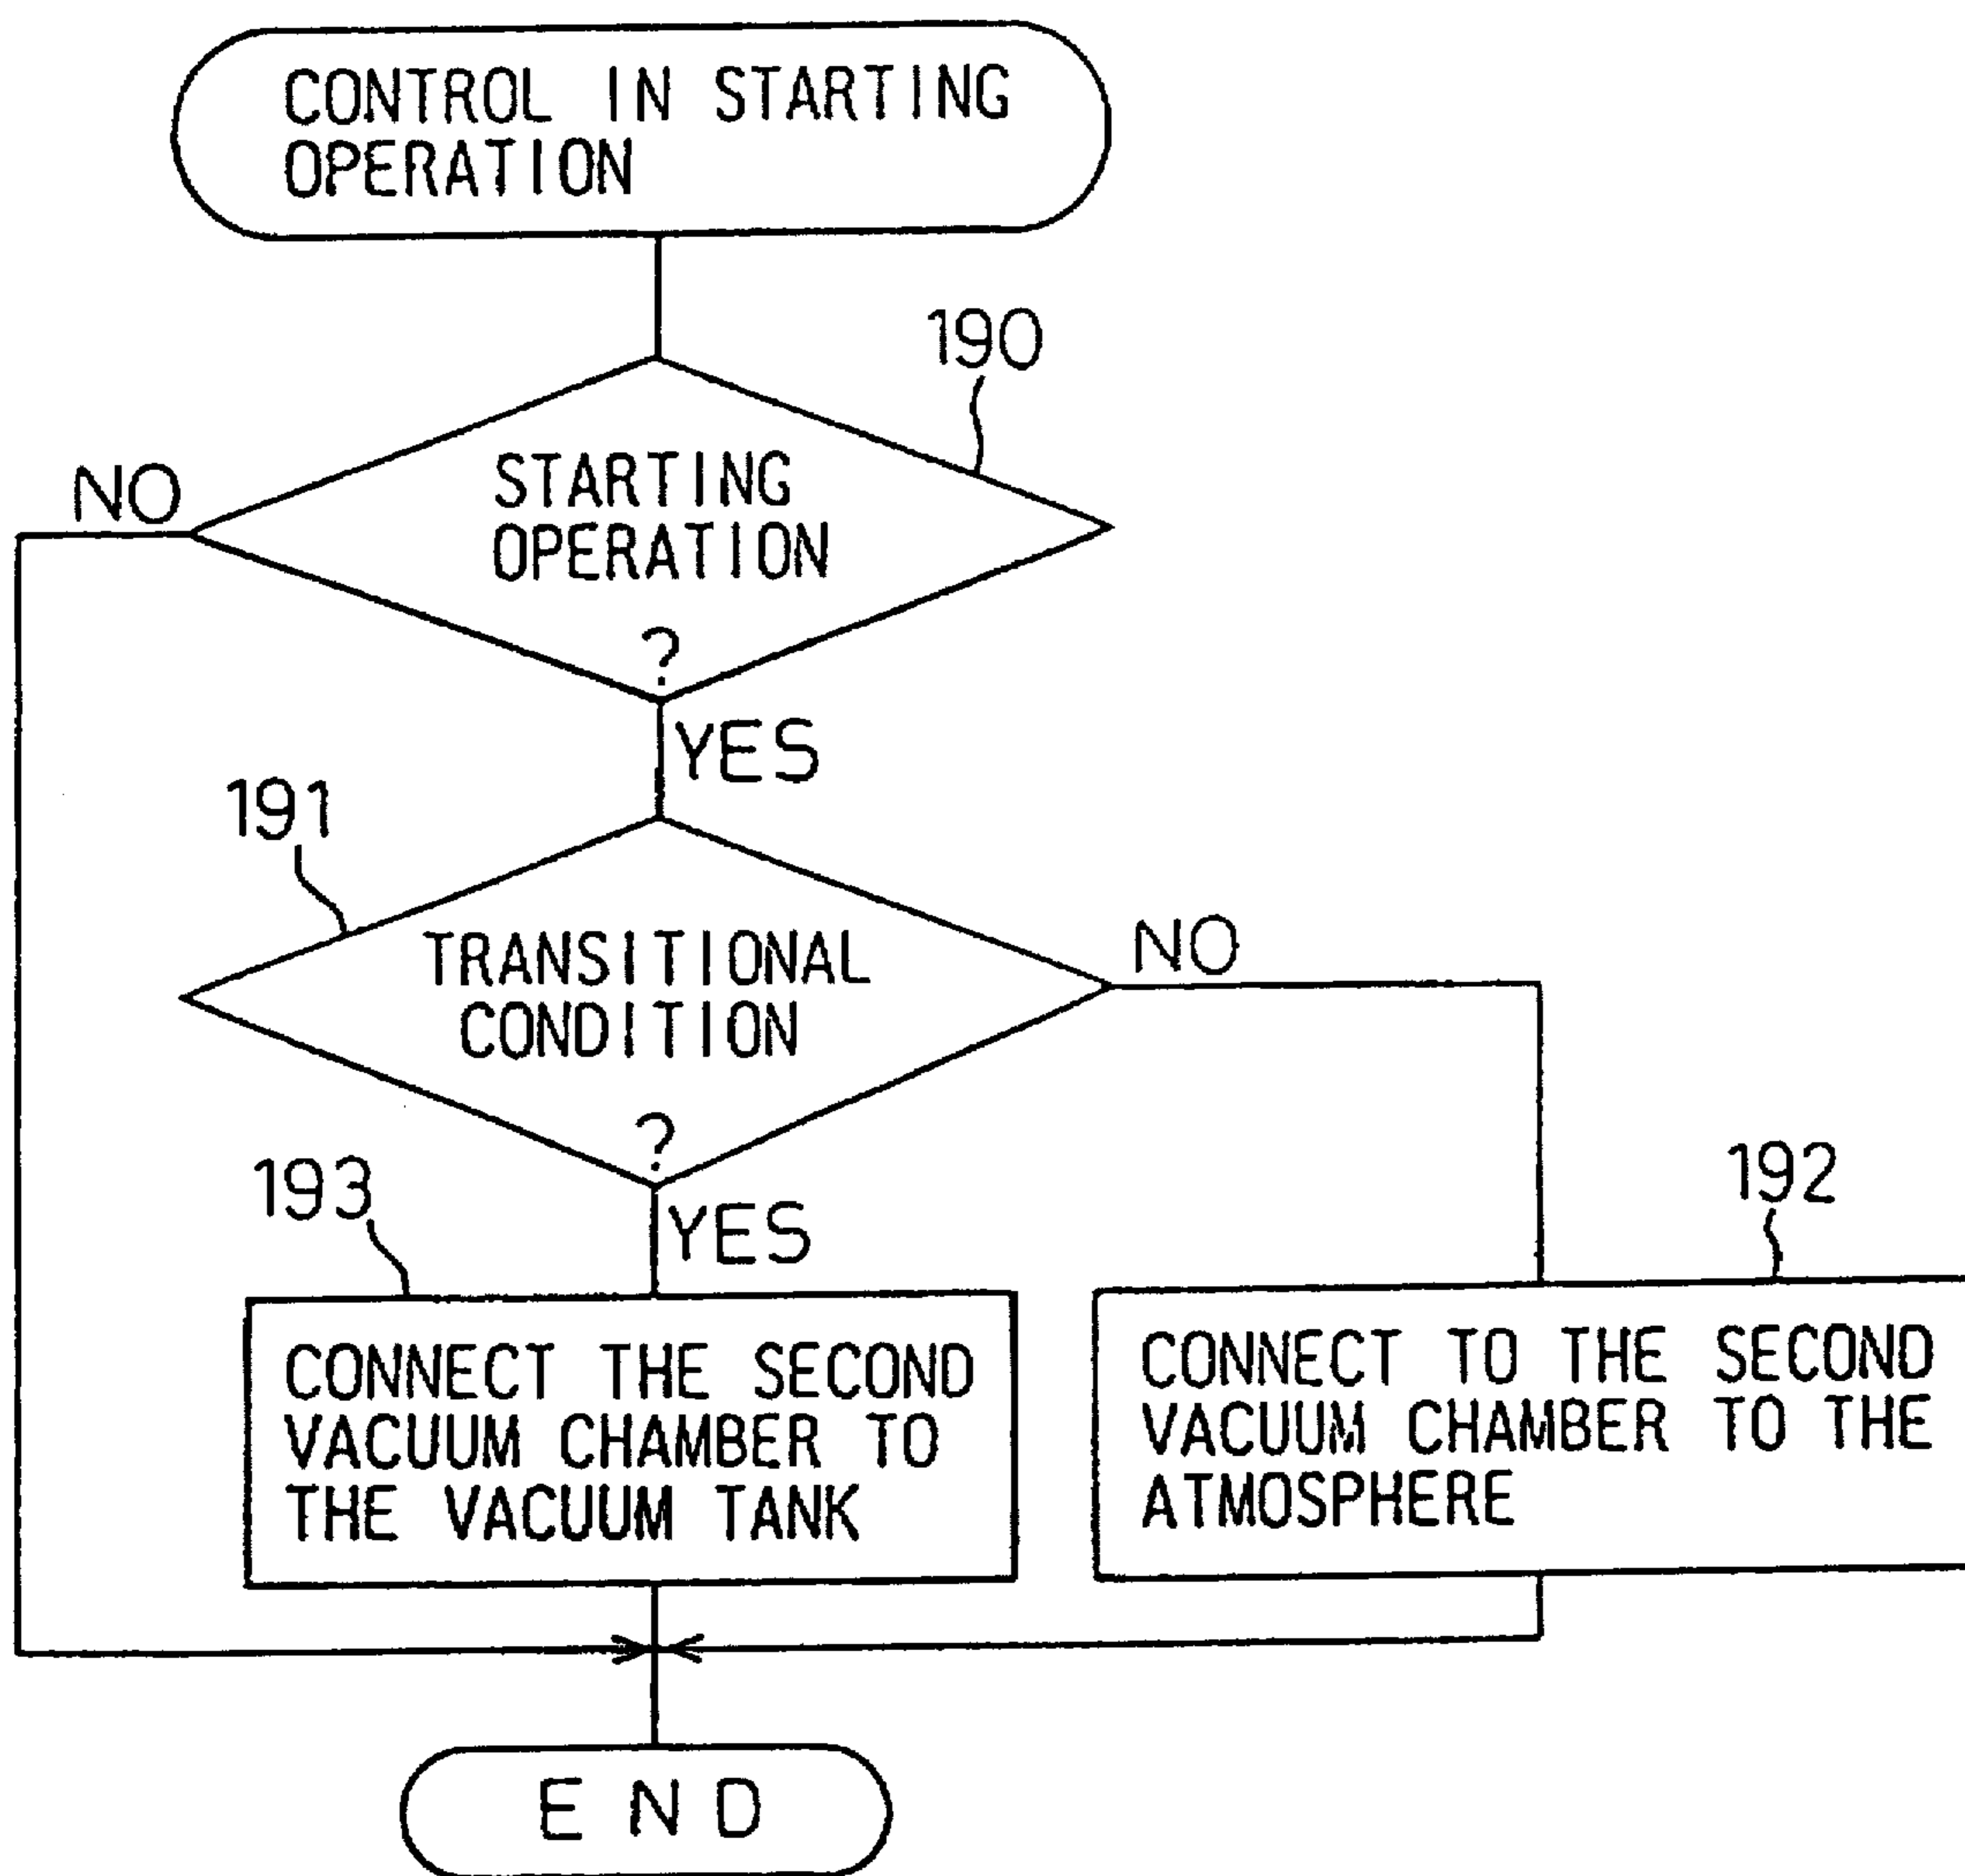 CONTROL IN STARTING
OPERATION
190
NO
STARTING
OPERATION
?
YES
191
TRANSITIONAL
CONDITION
?
NO
YES
193
CONNECT THE SECOND
VACUUM CHAMBER TO
THE VACUUM TANK
192
CONNECT TO THE SECOND
VACUUM CHAMBER TO THE
ATMOSPHERE
END